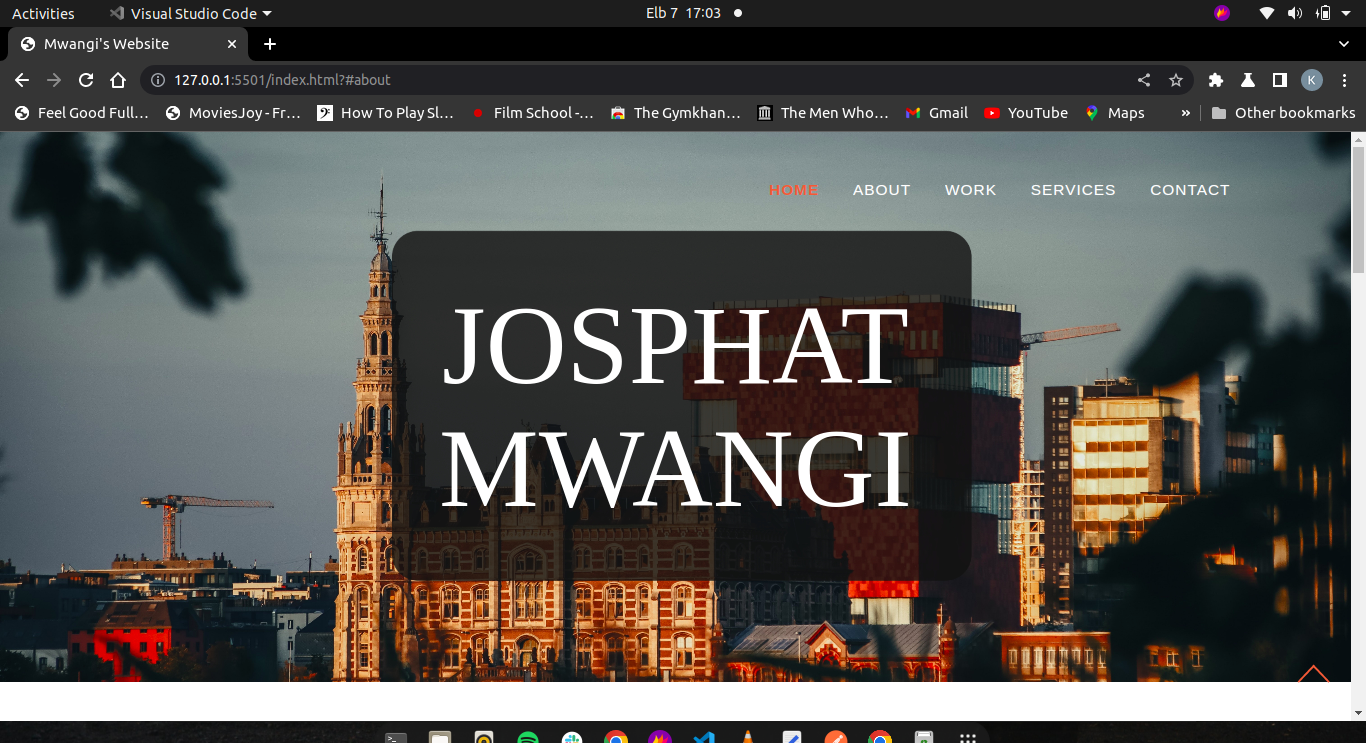 Activities Visual Studio Code Elb 7 17:03
Mwangi's Website
127.0.0.1:5501/index.html?#about K
Feel Good Full... MoviesJoy - Fr... How To Play Sl... Film School -... The Gymkhan... The Men Who... Gmail YouTube Maps » Other bookmarks
HOME ABOUT WORK SERVICES CONTACT
JOSPHAT
MWANGI